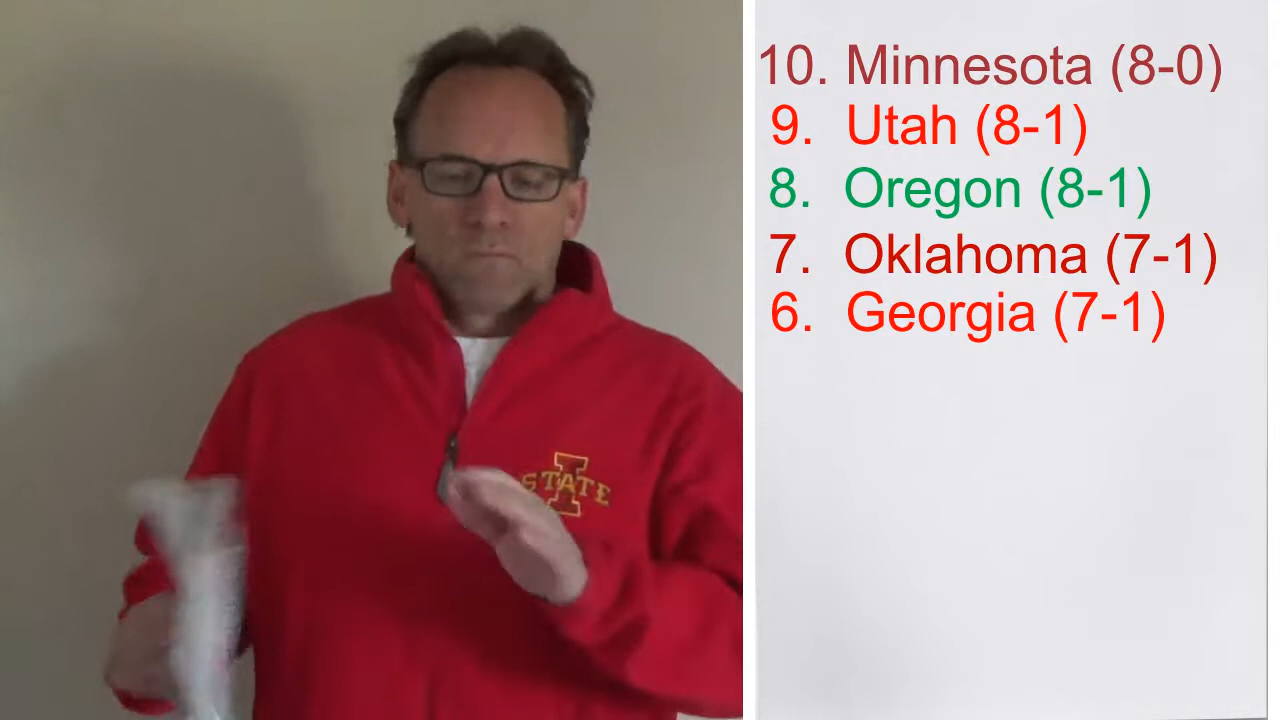 10. Minnesota (8-0)
9. Utah (8-1)
8. Oregon (8-1)
7. Oklahoma (7-1)
6. Georgia (7-1)
I
STATE